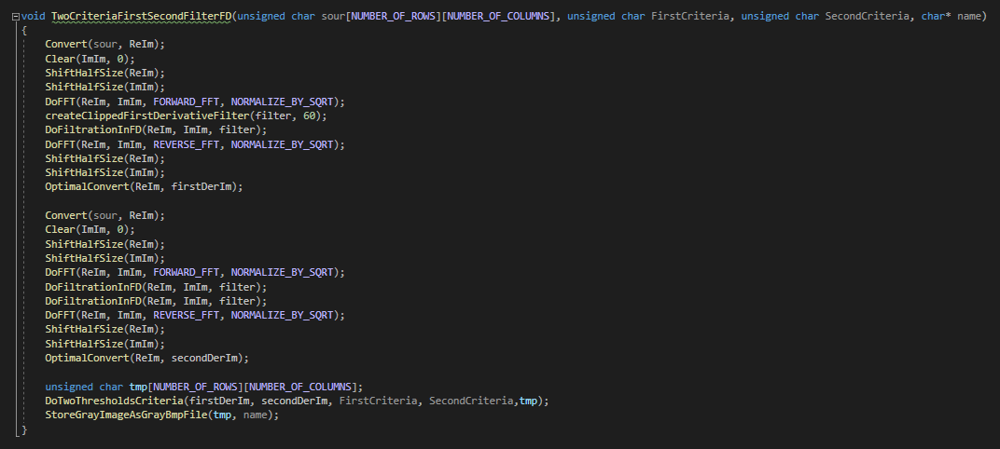 void TwoCriteriaFirstSecondFilterFD(unsigned char sour[NUMBER_OF_ROWS][NUMBER_OF_COLUMNS], unsigned char FirstCriteria, unsigned char SecondCriteria, char* name)
{
    Convert(sour, ReIm);
    Clear(ImIm, 0);
    ShiftHalfSize(ReIm);
    ShiftHalfSize(ImIm);
    DoFFT(ReIm, ImIm, FORWARD_FFT, NORMALIZE_BY_SQRT);
    createClippedFirstDerivativeFilter(filter, 60);
    DoFiltrationInFD(ReIm, ImIm, filter);
    DoFFT(ReIm, ImIm, REVERSE_FFT, NORMALIZE_BY_SQRT);
    ShiftHalfSize(ReIm);
    ShiftHalfSize(ImIm);
    OptimalConvert(ReIm, firstDerIm);

    Convert(sour, ReIm);
    Clear(ImIm, 0);
    ShiftHalfSize(ReIm);
    ShiftHalfSize(ImIm);
    DoFFT(ReIm, ImIm, FORWARD_FFT, NORMALIZE_BY_SQRT);
    DoFiltrationInFD(ReIm, ImIm, filter);
    DoFiltrationInFD(ReIm, ImIm, filter);
    DoFFT(ReIm, ImIm, REVERSE_FFT, NORMALIZE_BY_SQRT);
    ShiftHalfSize(ReIm);
    ShiftHalfSize(ImIm);
    OptimalConvert(ReIm, secondDerIm);

    unsigned char tmp[NUMBER_OF_ROWS][NUMBER_OF_COLUMNS];
    DoTwoThresholdsCriteria(firstDerIm, secondDerIm, FirstCriteria, SecondCriteria,tmp);
    StoreGrayImageAsGrayBmpFile(tmp, name);
}